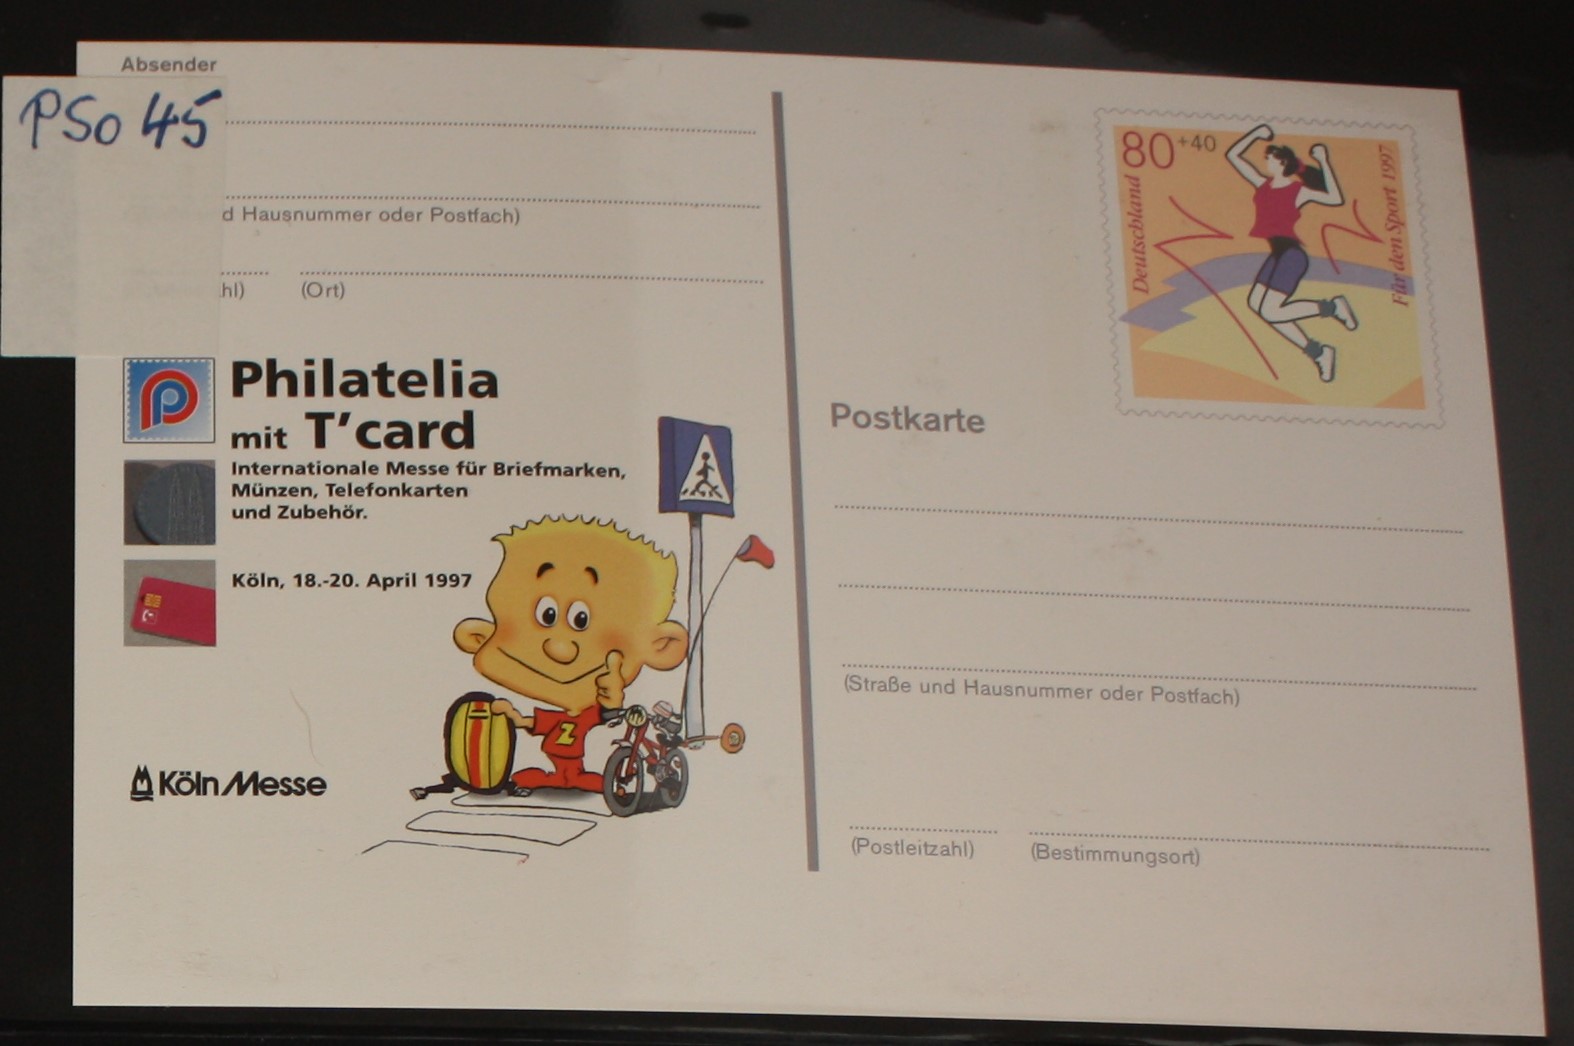 Absender
PSo 45
d Hausnummer oder Postfach)
hl)
(Ort)
Philatelia
mit T'card
Internationale Messe für Briefmarken,
Münzen, Telefonkarten
und Zubehör.
Köln, 18.-20. April 1997
Z
Köln Messe
80 +40
Deutschland
Für den Sport 1997
Postkarte
(Straße und Hausnummer oder Postfach)
(Postleitzahl)
(Bestimmungsort)